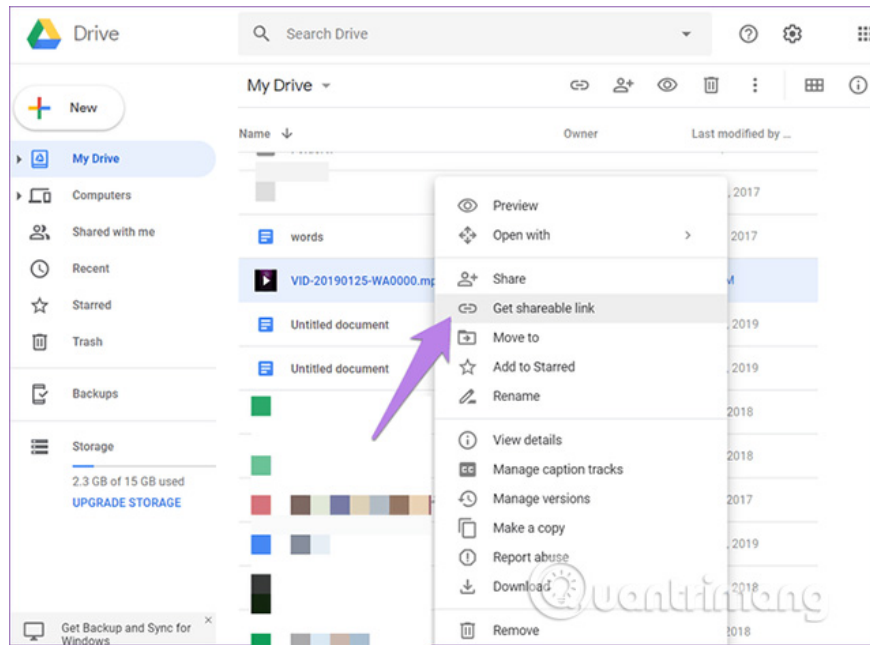 Drive
Search Drive
My Drive
New
Name
Owner
Last modified by ...
My Drive
Computers
Shared with me
Recent
Starred
Trash
Backups
Storage
2.3 GB of 15 GB used
UPGRADE STORAGE
Get Backup and Sync for
Windows
, 2017
words
2017
VID-20190125-WA0000.mp
M
Untitled document
, 2019
Untitled document
, 2019
2018
2018
2017
, 2019
2018
2018
Preview
Open with
Share
Get shareable link
Move to
Add to Starred
Rename
View details
Manage caption tracks
Manage versions
Make a copy
Report abuse
Download
Remove
Quantrimang